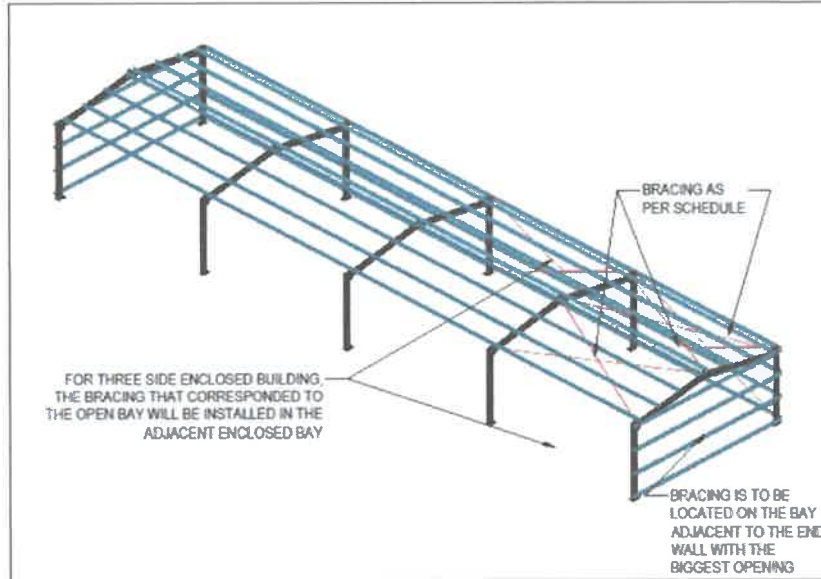 BRACING AS
PER SCHEDULE
FOR THREE SIDE ENCLOSED BUILDING,
THE BRACING THAT CORRESPONDED TO
THE OPEN BAY WILL BE INSTALLED IN THE
ADJACENT ENCLOSED BAY
BRACING IS TO BE
LOCATED ON THE BAY
ADJACENT TO THE END
WALL WITH THE
BIGGEST OPENING